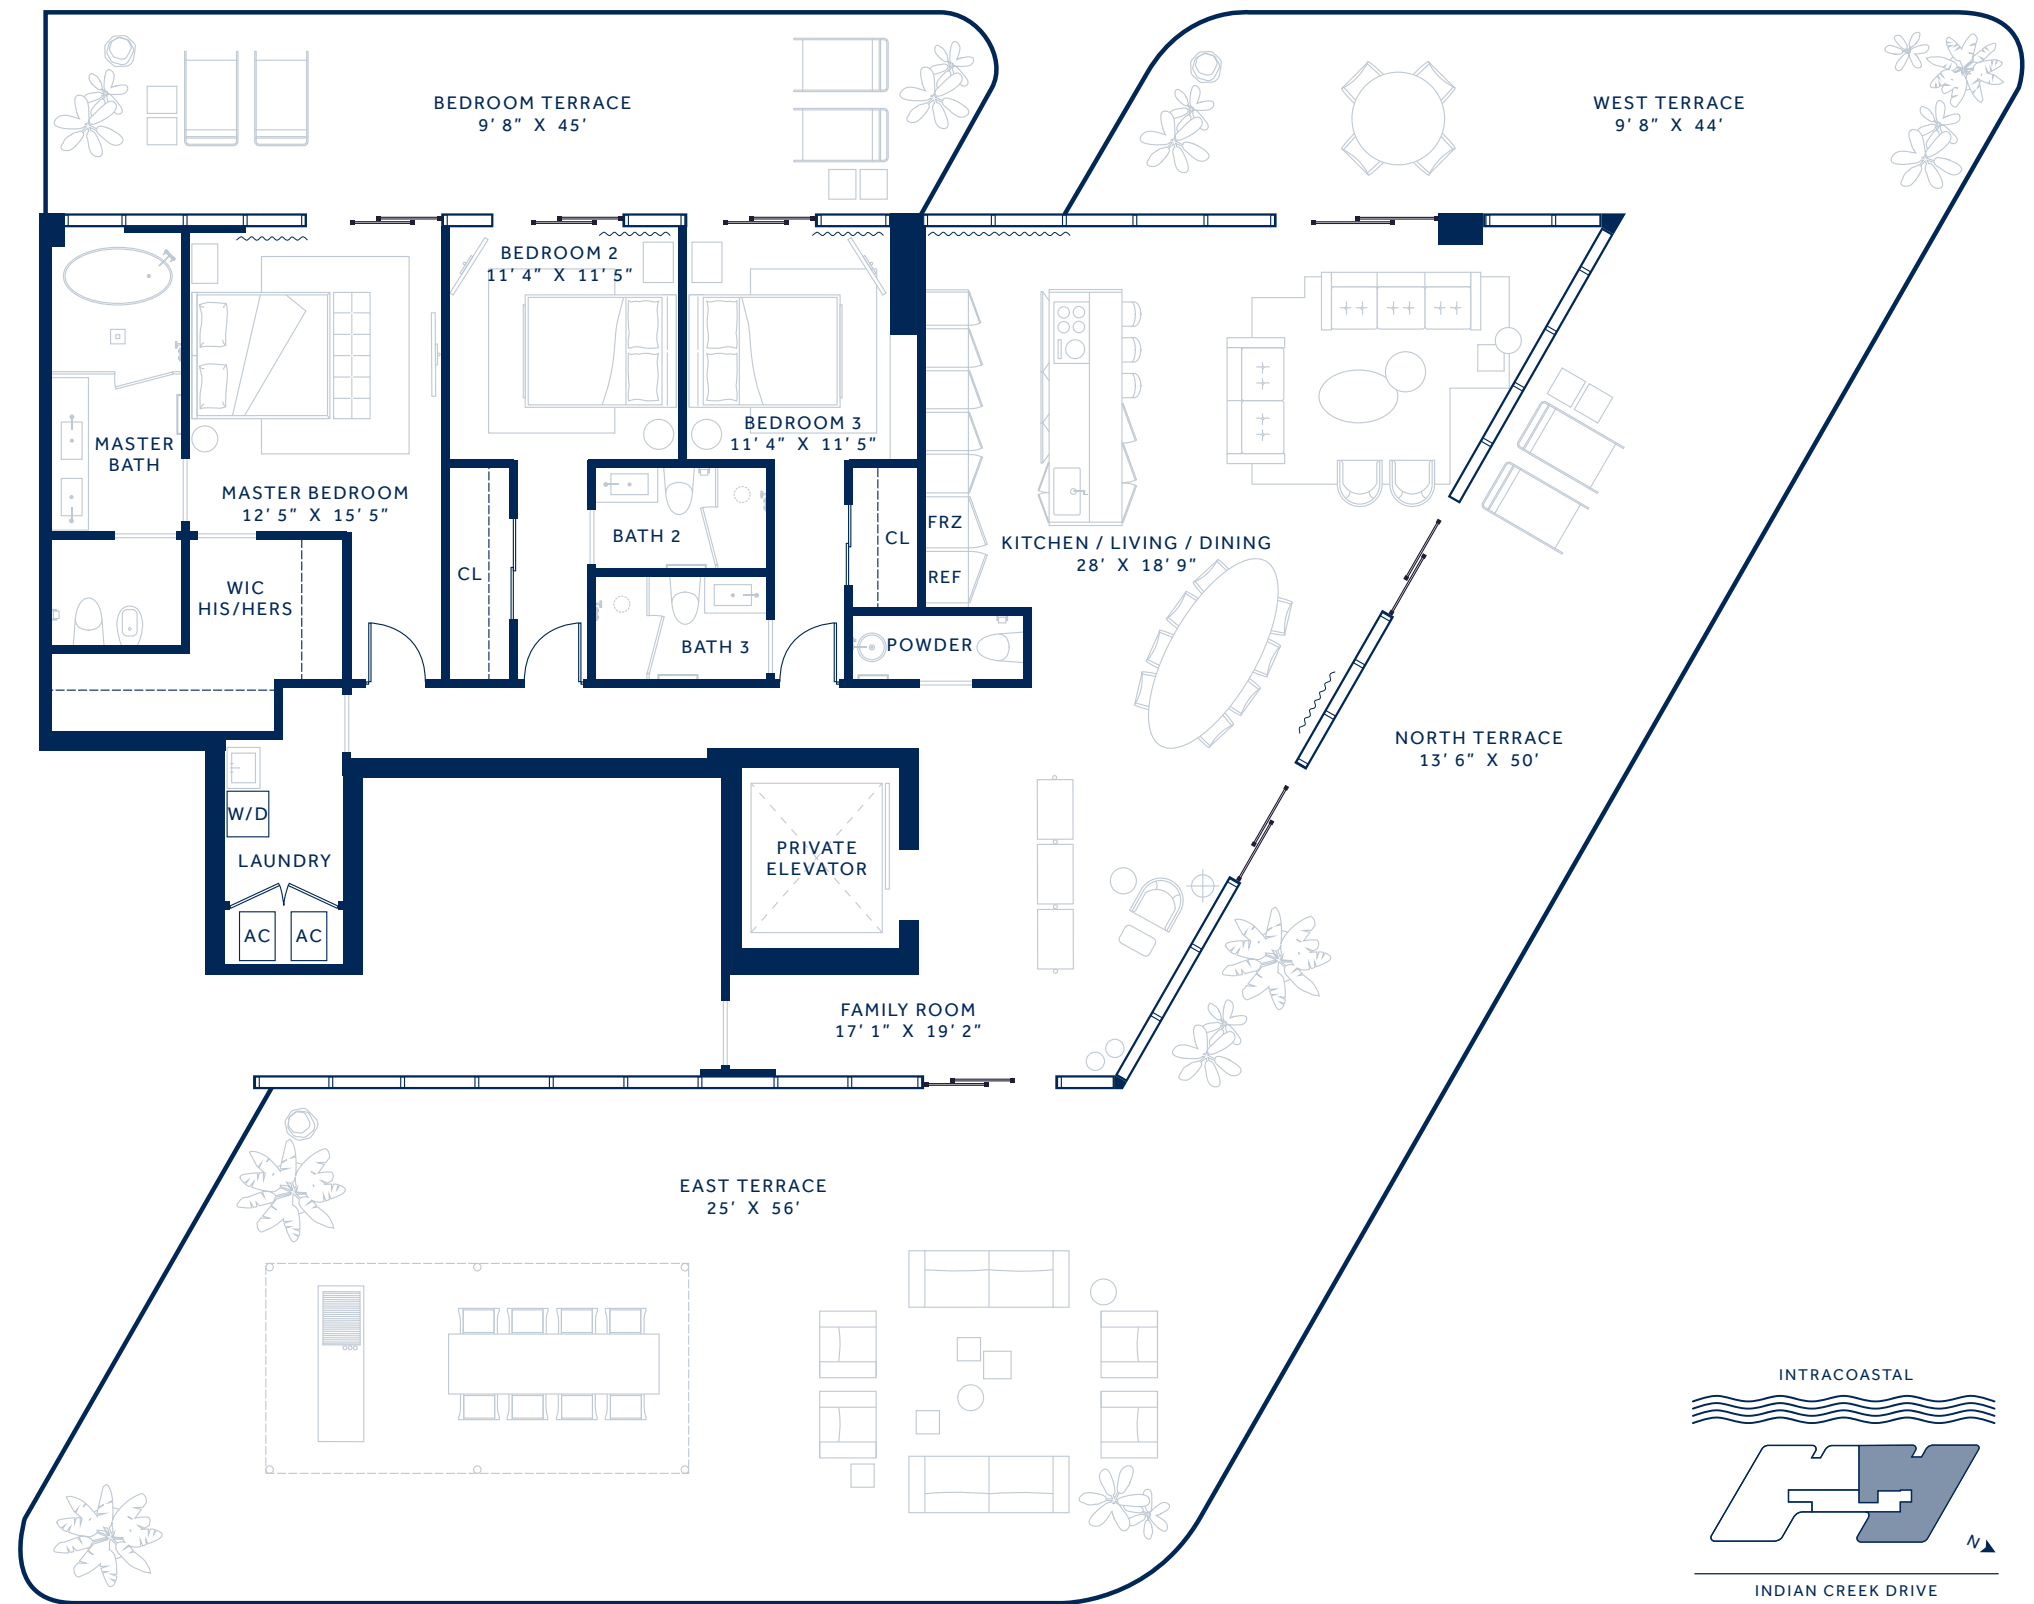 BEDROOM TERRACE
9' 8" X 45'
WEST TERRACE
9' 8" X 44'
BEDROOM 2
11' 4" X 11' 5"
BEDROOM 3
11' 4" X 11' 5"
MASTER
BATH
MASTER BEDROOM
12' 5" X 15' 5"
BATH 2
CL
CL
FRZ
REF
KITCHEN / LIVING / DINING
28' X 18' 9"
WIC
HIS/HERS
BATH 3
POWDER
NORTH TERRACE
13' 6" X 50'
W/D
LAUNDRY
AC
AC
PRIVATE
ELEVATOR
FAMILY ROOM
17' 1" X 19' 2"
EAST TERRACE
25' X 56'
INTRACOASTAL
N
INDIAN CREEK DRIVE